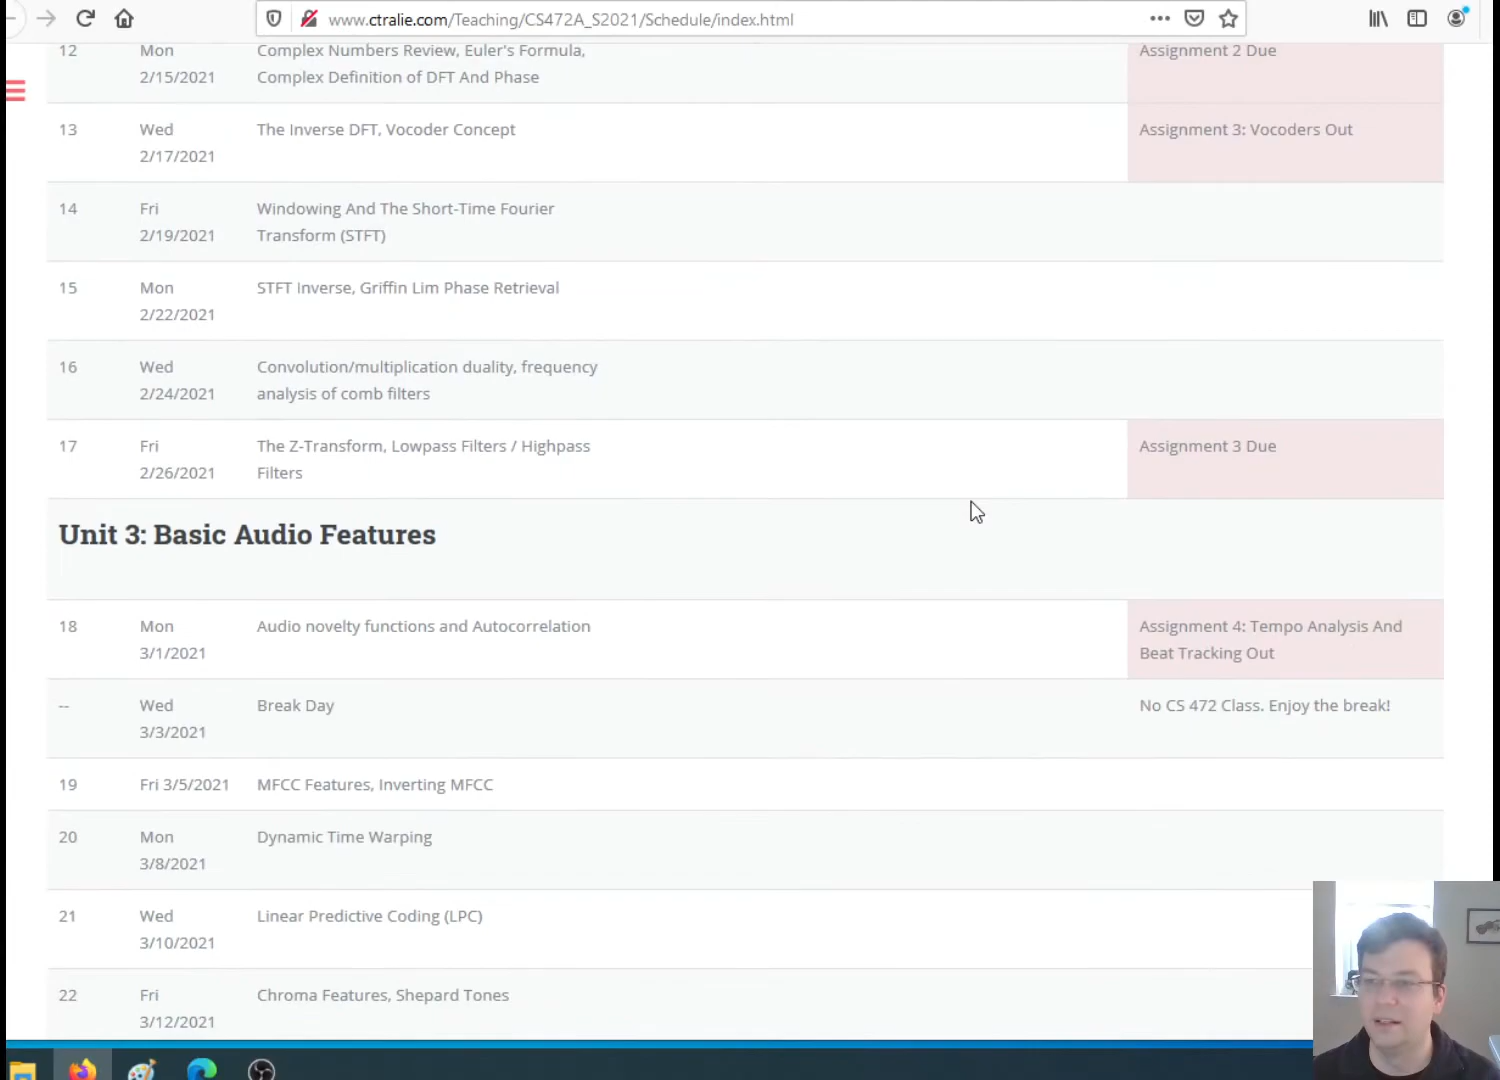 www.ctralie.com/Teaching/CS472A_S2021/Schedule/index.html
12 Mon Complex Numbers Review, Euler's Formula, Assignment 2 Due
2/15/2021 Complex Definition of DFT And Phase
13 Wed The Inverse DFT, Vocoder Concept Assignment 3: Vocoders Out
2/17/2021
14 Fri Windowing And The Short-Time Fourier
2/19/2021 Transform (STFT)
15 Mon STFT Inverse, Griffin Lim Phase Retrieval
2/22/2021
16 Wed Convolution/multiplication duality, frequency
2/24/2021 analysis of comb filters
17 Fri The Z-Transform, Lowpass Filters / Highpass Assignment 3 Due
2/26/2021 Filters
Unit 3: Basic Audio Features
18 Mon Audio novelty functions and Autocorrelation Assignment 4: Tempo Analysis And
3/1/2021 Beat Tracking Out
-- Wed Break Day No CS 472 Class. Enjoy the break!
3/3/2021
19 Fri 3/5/2021 MFCC Features, Inverting MFCC
20 Mon Dynamic Time Warping
3/8/2021
21 Wed Linear Predictive Coding (LPC)
3/10/2021
22 Fri Chroma Features, Shepard Tones
3/12/2021